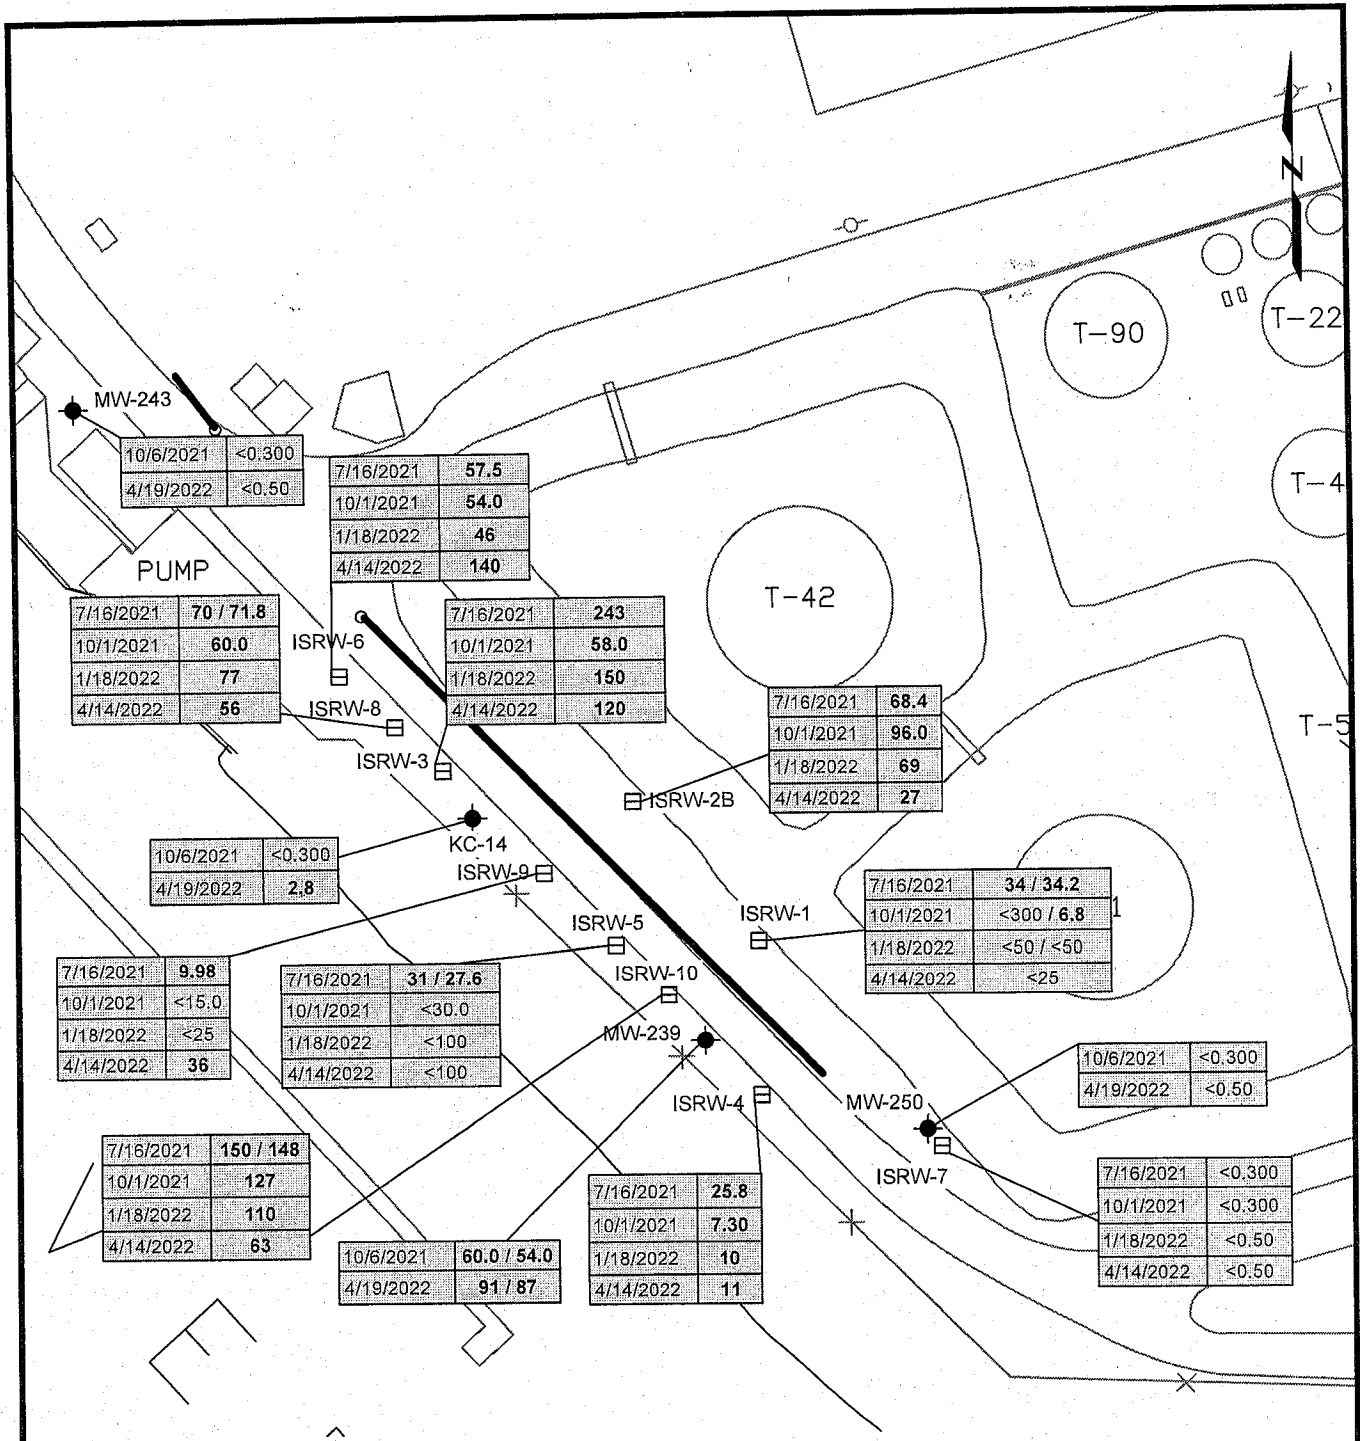 N
T-90
T-22
T-4
T-42
T-5
1
MW-243
10/6/2021 <0.300
4/19/2022 <0.50
PUMP
7/16/2021 57.5
10/1/2021 54.0
1/18/2022 46
4/14/2022 140
ISRW-6
7/16/2021 70 / 71.8
10/1/2021 60.0
1/18/2022 77
4/14/2022 56
ISRW-8
7/16/2021 243
10/1/2021 58.0
1/18/2022 150
4/14/2022 120
ISRW-3
7/16/2021 68.4
10/1/2021 96.0
1/18/2022 69
4/14/2022 27
ISRW-2B
10/6/2021 <0.300
4/19/2022 2.8
KC-14
ISRW-9
7/16/2021 9.98
10/1/2021 <15.0
1/18/2022 <25
4/14/2022 36
ISRW-5
7/16/2021 31 / 27.6
10/1/2021 <30.0
1/18/2022 <100
4/14/2022 <100
ISRW-1
7/16/2021 34 / 34.2
10/1/2021 <300 / 6.8
1/18/2022 <50 / <50
4/14/2022 <25
ISRW-10
7/16/2021 150 / 148
10/1/2021 127
1/18/2022 110
4/14/2022 63
MW-239
10/6/2021 60.0 / 54.0
4/19/2022 91 / 87
ISRW-4
7/16/2021 25.8
10/1/2021 7.30
1/18/2022 10
4/14/2022 11
MW-250
10/6/2021 <0.300
4/19/2022 <0.50
ISRW-7
7/16/2021 <0.300
10/1/2021 <0.300
1/18/2022 <0.50
4/14/2022 <0.50